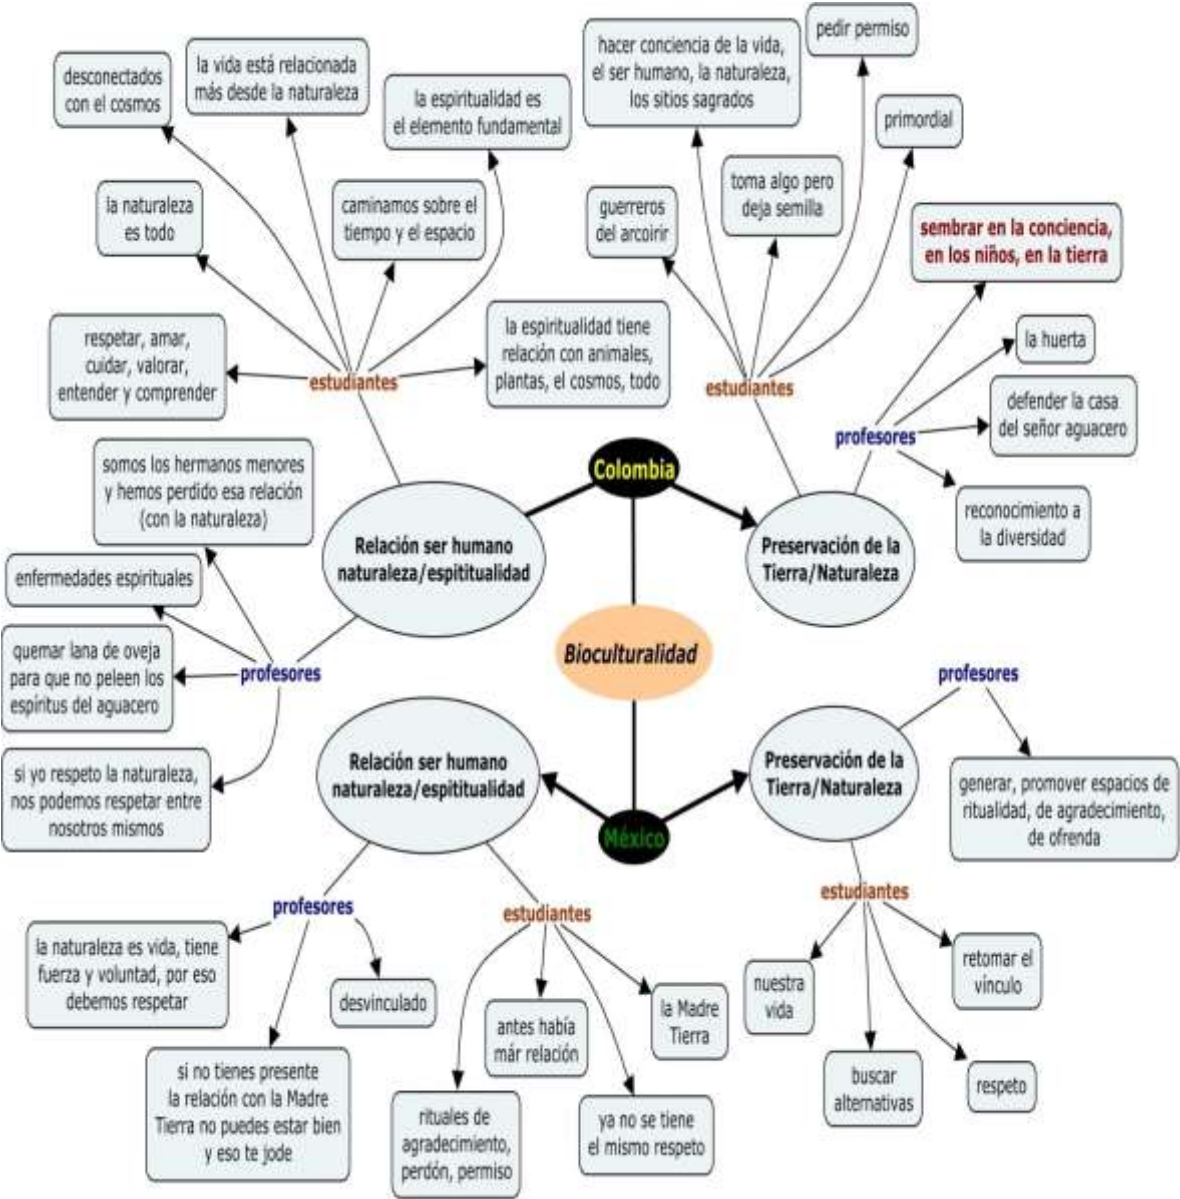 desconectados
con el cosmos
la vida está relacionada
más desde la naturaleza
la espiritualidad es
el elemento fundamental
la naturaleza
es todo
caminamos sobre el
tiempo y el espacio
respetar, amar,
cuidar, valorar,
entender y comprender
estudiantes
la espiritualidad tiene
relación con animales,
plantas, el cosmos, todo
hacer conciencia de la vida,
el ser humano, la naturaleza,
los sitios sagrados
pedir permiso
primordial
guerreros
del arcoirir
toma algo pero
deja semilla
estudiantes
sembrar en la conciencia,
en los niños, en la tierra
la huerta
defender la casa
del señor aguacero
profesores
reconocimiento a
la diversidad
Colombia
Relación ser humano
naturaleza/espititualidad
Preservación de la
Tierra/Naturaleza
somos los hermanos menores
y hemos perdido esa relación
(con la naturaleza)
enfermedades espirituales
quemar lana de oveja
para que no peleen los
espíritus del aguacero
profesores
si yo respeto la naturaleza,
nos podemos respetar entre
nosotros mismos
Bioculturalidad
Relación ser humano
naturaleza/espititualidad
Preservación de la
Tierra/Naturaleza
México
profesores
generar, promover espacios de
ritualidad, de agradecimiento,
de ofrenda
profesores
la naturaleza es vida, tiene
fuerza y voluntad, por eso
debemos respetar
desvinculado
si no tienes presente
la relación con la Madre
Tierra no puedes estar bien
y eso te jode
estudiantes
rituales de
agradecimiento,
perdón, permiso
antes había
már relación
ya no se tiene
el mismo respeto
la Madre
Tierra
estudiantes
nuestra
vida
buscar
alternativas
respeto
retomar el
vínculo